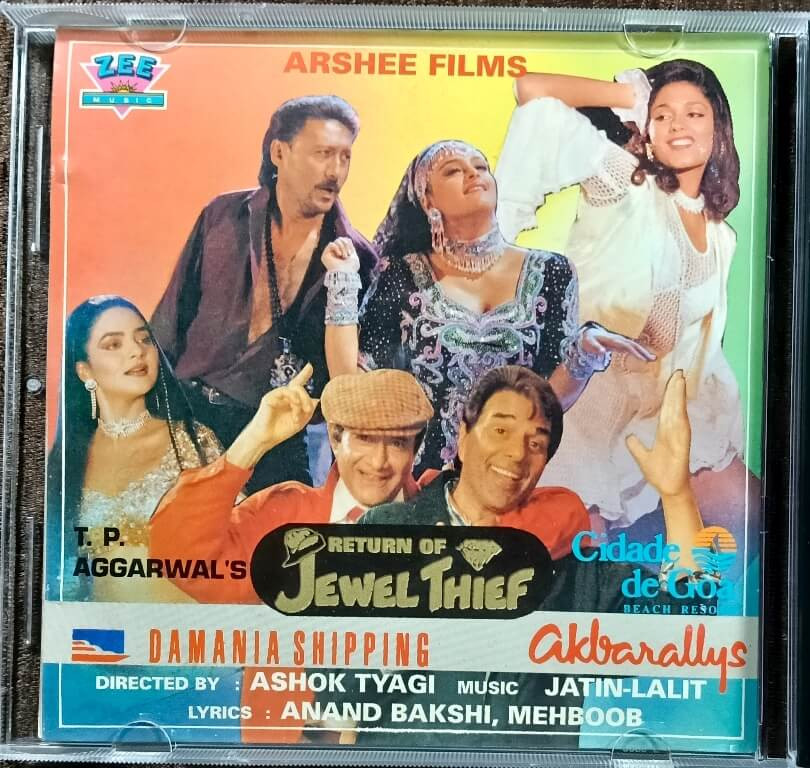 ZEE
MUSIC
ARSHEE FILMS
T. P.
AGGARWAL'S
RETURN OF
JEWEL THIEF
Cidade
de Goa
BEACH RESORT
DAMANIA SHIPPING
akbarallys
DIRECTED BY : ASHOK TYAGI MUSIC JATIN-LALIT
LYRICS : ANAND BAKSHI, MEHBOOB